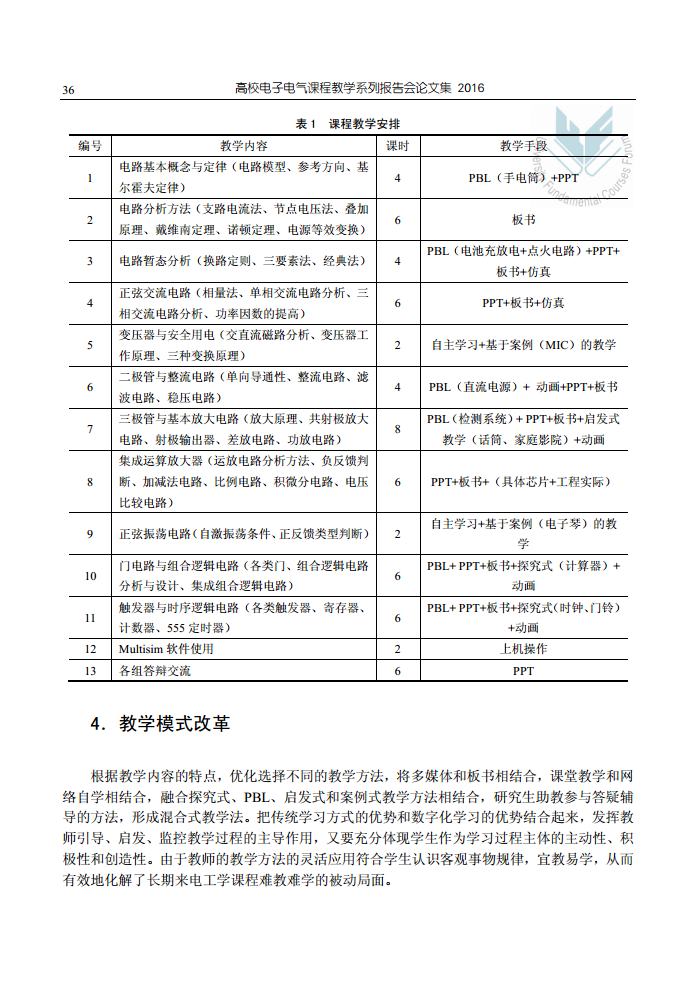 36
高校电子电气课程教学系列报告会论文集 2016
表 1 课程教学安排
编号 教学内容 课时 教学手段
1 电路基本概念与定律（电路模型、参考方向、基
尔霍夫定律） 4 PBL（手电筒）+PPT
2 电路分析方法（支路电流法、节点电压法、叠加
原理、戴维南定理、诺顿定理、电源等效变换） 6 板书
3 电路暂态分析（换路定则、三要素法、经典法） 4 PBL（电池充放电+点火电路）+PPT+
板书+仿真
4 正弦交流电路（相量法、单相交流电路分析、三
相交流电路分析、功率因数的提高） 6 PPT+板书+仿真
5 变压器与安全用电（交直流磁路分析、变压器工
作原理、三种变换原理） 2 自主学习+基于案例（MIC）的教学
6 二极管与整流电路（单向导通性、整流电路、滤
波电路、稳压电路） 4 PBL（直流电源）+ 动画+PPT+板书
7 三极管与基本放大电路（放大原理、共射极放大
电路、射极输出器、差放电路、功放电路） 8 PBL（检测系统）+ PPT+板书+启发式
教学（话筒、家庭影院）+动画
8 集成运算放大器（运放电路分析方法、负反馈判
断、加减法电路、比例电路、积微分电路、电压
比较电路） 6 PPT+板书+（具体芯片+工程实际）
9 正弦振荡电路（自激振荡条件、正反馈类型判断） 2 自主学习+基于案例（电子琴）的教
学
10 门电路与组合逻辑电路（各类门、组合逻辑电路
分析与设计、集成组合逻辑电路） 6 PBL+ PPT+板书+探究式（计算器）+
动画
11 触发器与时序逻辑电路（各类触发器、寄存器、
计数器、555 定时器） 6 PBL+ PPT+板书+探究式（时钟、门铃）
+动画
12 Multisim 软件使用 2 上机操作
13 各组答辩交流 6 PPT
4．教学模式改革
根据教学内容的特点，优化选择不同的教学方法，将多媒体和板书相结合，课堂教学和网
络自学相结合，融合探究式、PBL、启发式和案例式教学方法相结合，研究生助教参与答疑辅
导的方法，形成混合式教学法。把传统学习方式的优势和数字化学习的优势结合起来，发挥教
师引导、启发、监控教学过程的主导作用，又要充分体现学生作为学习过程主体的主动性、积
极性和创造性。由于教师的教学方法的灵活应用符合学生认识客观事物规律，宜教易学，从而
有效地化解了长期来电工学课程难教难学的被动局面。
Fundamental Courses Forum